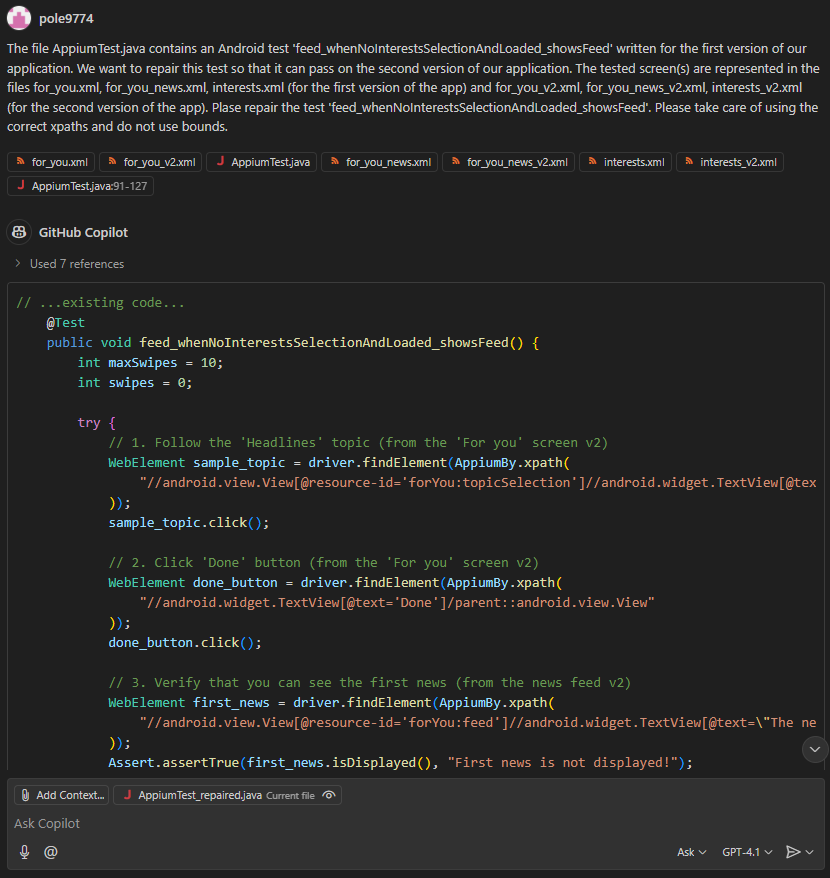 pole9774
The file AppiumTest.java contains an Android test 'feed_whenNoInterestsSelectionAndLoaded_showsFeed' written for the first version of our
application. We want to repair this test so that it can pass on the second version of our application. The tested screen(s) are represented in the
files for_you.xml, for_you_news.xml, interests.xml (for the first version of the app) and for_you_v2.xml, for_you_news_v2.xml, interests_v2.xml
(for the second version of the app). Plase repair the test 'feed_whenNoInterestsSelectionAndLoaded_showsFeed'. Please take care of using the
correct xpaths and do not use bounds.
for_you.xml for_you_v2.xml AppiumTest.java for_you_news.xml for_you_news_v2.xml interests.xml interests_v2.xml
AppiumTest.java:91-127
GitHub Copilot
Used 7 references
// ...existing code...
@Test
public void feed_whenNoInterestsSelectionAndLoaded_showsFeed() {
int maxSwipes = 10;
int swipes = 0;
try {
// 1. Follow the 'Headlines' topic (from the 'For you' screen v2)
WebElement sample_topic = driver.findElement(AppiumBy.xpath(
"//android.view.View[@resource-id='forYou:topicSelection']//android.widget.TextView[@tex
));
sample_topic.click();
// 2. Click 'Done' button (from the 'For you' screen v2)
WebElement done_button = driver.findElement(AppiumBy.xpath(
"//android.widget.TextView[@text='Done']/parent::android.view.View"
));
done_button.click();
// 3. Verify that you can see the first news (from the news feed v2)
WebElement first_news = driver.findElement(AppiumBy.xpath(
"//android.view.View[@resource-id='forYou:feed']//android.widget.TextView[@text=\"The ne
));
Assert.assertTrue(first_news.isDisplayed(), "First news is not displayed!");
Add Context... AppiumTest_repaired.java Current file
Ask Copilot
@ Ask GPT-4.1